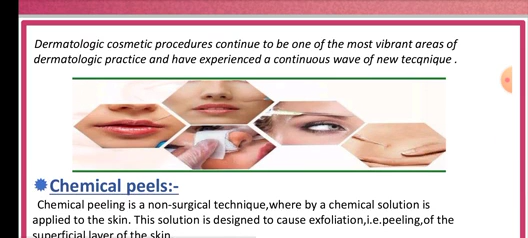 Dermatologic cosmetic procedures continue to be one of the most vibrant areas of
dermatologic practice and have experienced a continuous wave of new tecqnique .
Chemical peels:-
Chemical peeling is a non-surgical technique,where by a chemical solution is
applied to the skin. This solution is designed to cause exfoliation,i.e.peeling,of the
superficial layer of the skin.